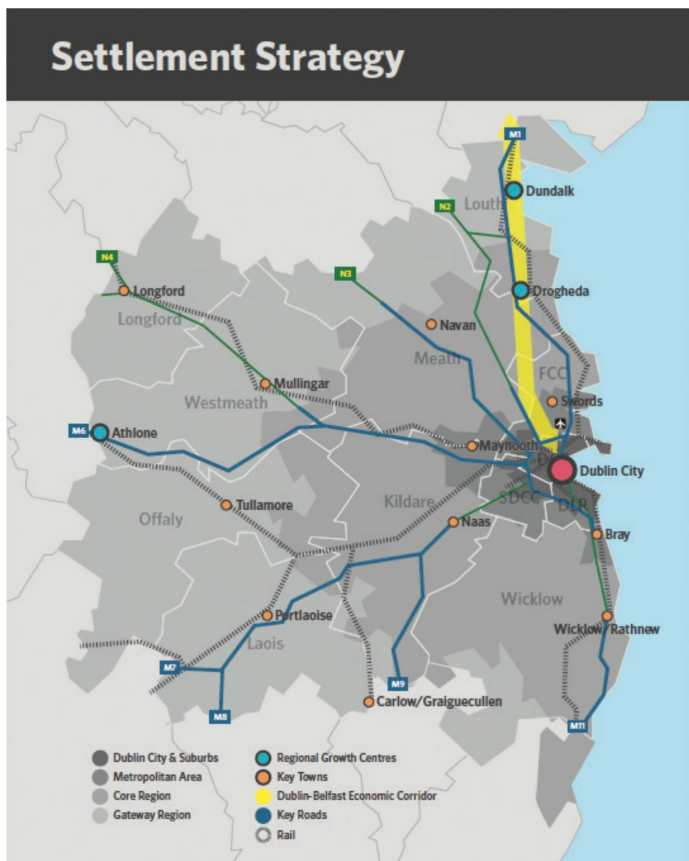 Settlement Strategy
M1
Dundalk
Louth
N2
N4
N3
Longford
Longford
Drogheda
Navan
Meath
FCC
Mullingar
Swords
Westmeath
M6
Athlone
Maynooth
Dublin City
Kildare
SDCC
DLR
Tullamore
Offaly
Naas
Bray
Wicklow
Portlaoise
Wicklow/Rathnew
Laois
M7
M9
Carlow/Graiguecullen
M8
M11
Dublin City & Suburbs
Metropolitan Area
Core Region
Gateway Region
Regional Growth Centres
Key Towns
Dublin-Belfast Economic Corridor
Key Roads
Rail